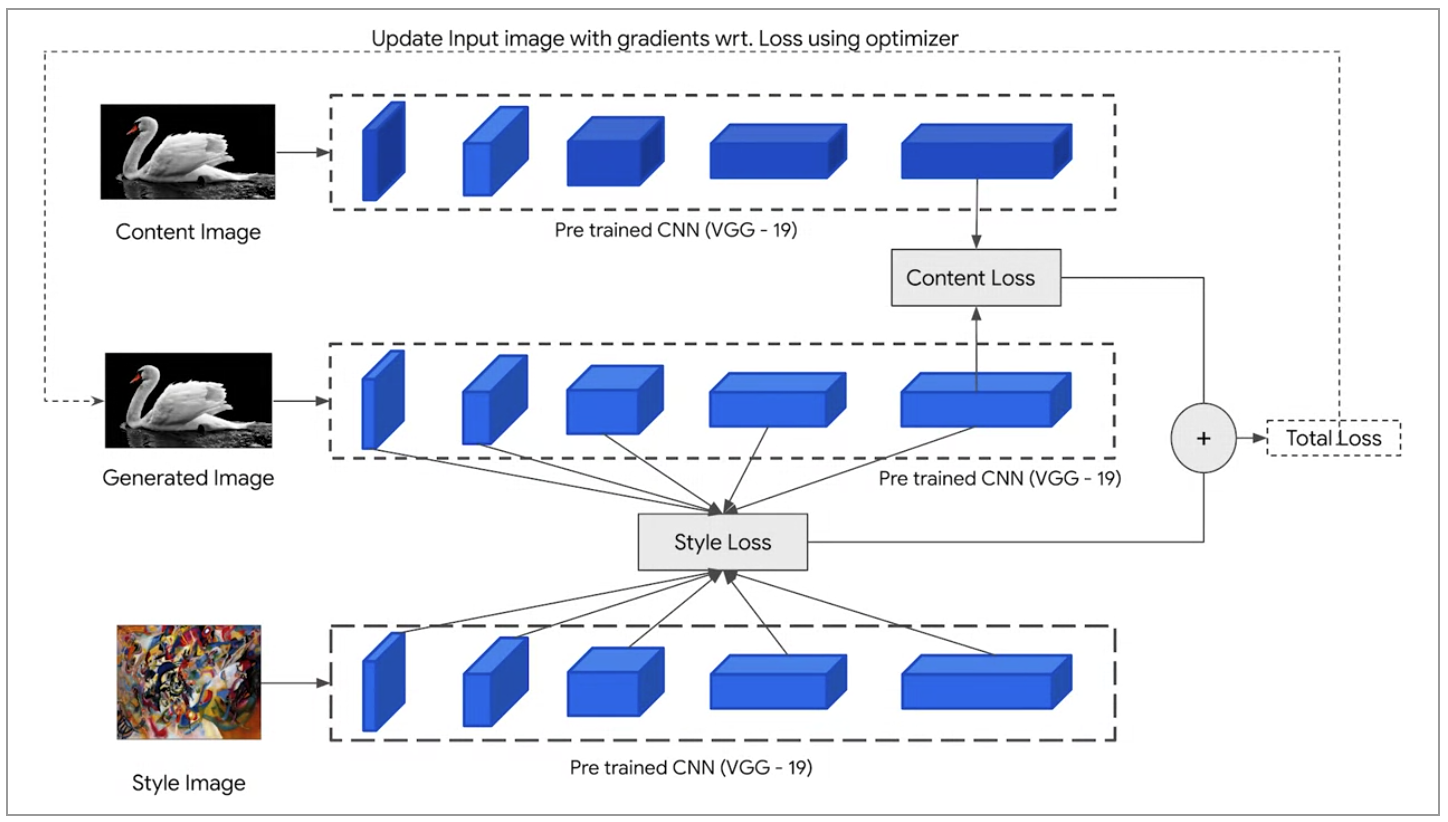 Update Input image with gradients wrt. Loss using optimizer
Content Image
Pre trained CNN (VGG - 19)
Content Loss
Generated Image
Pre trained CNN (VGG - 19)
+
Total Loss
Style Loss
Style Image
Pre trained CNN (VGG - 19)